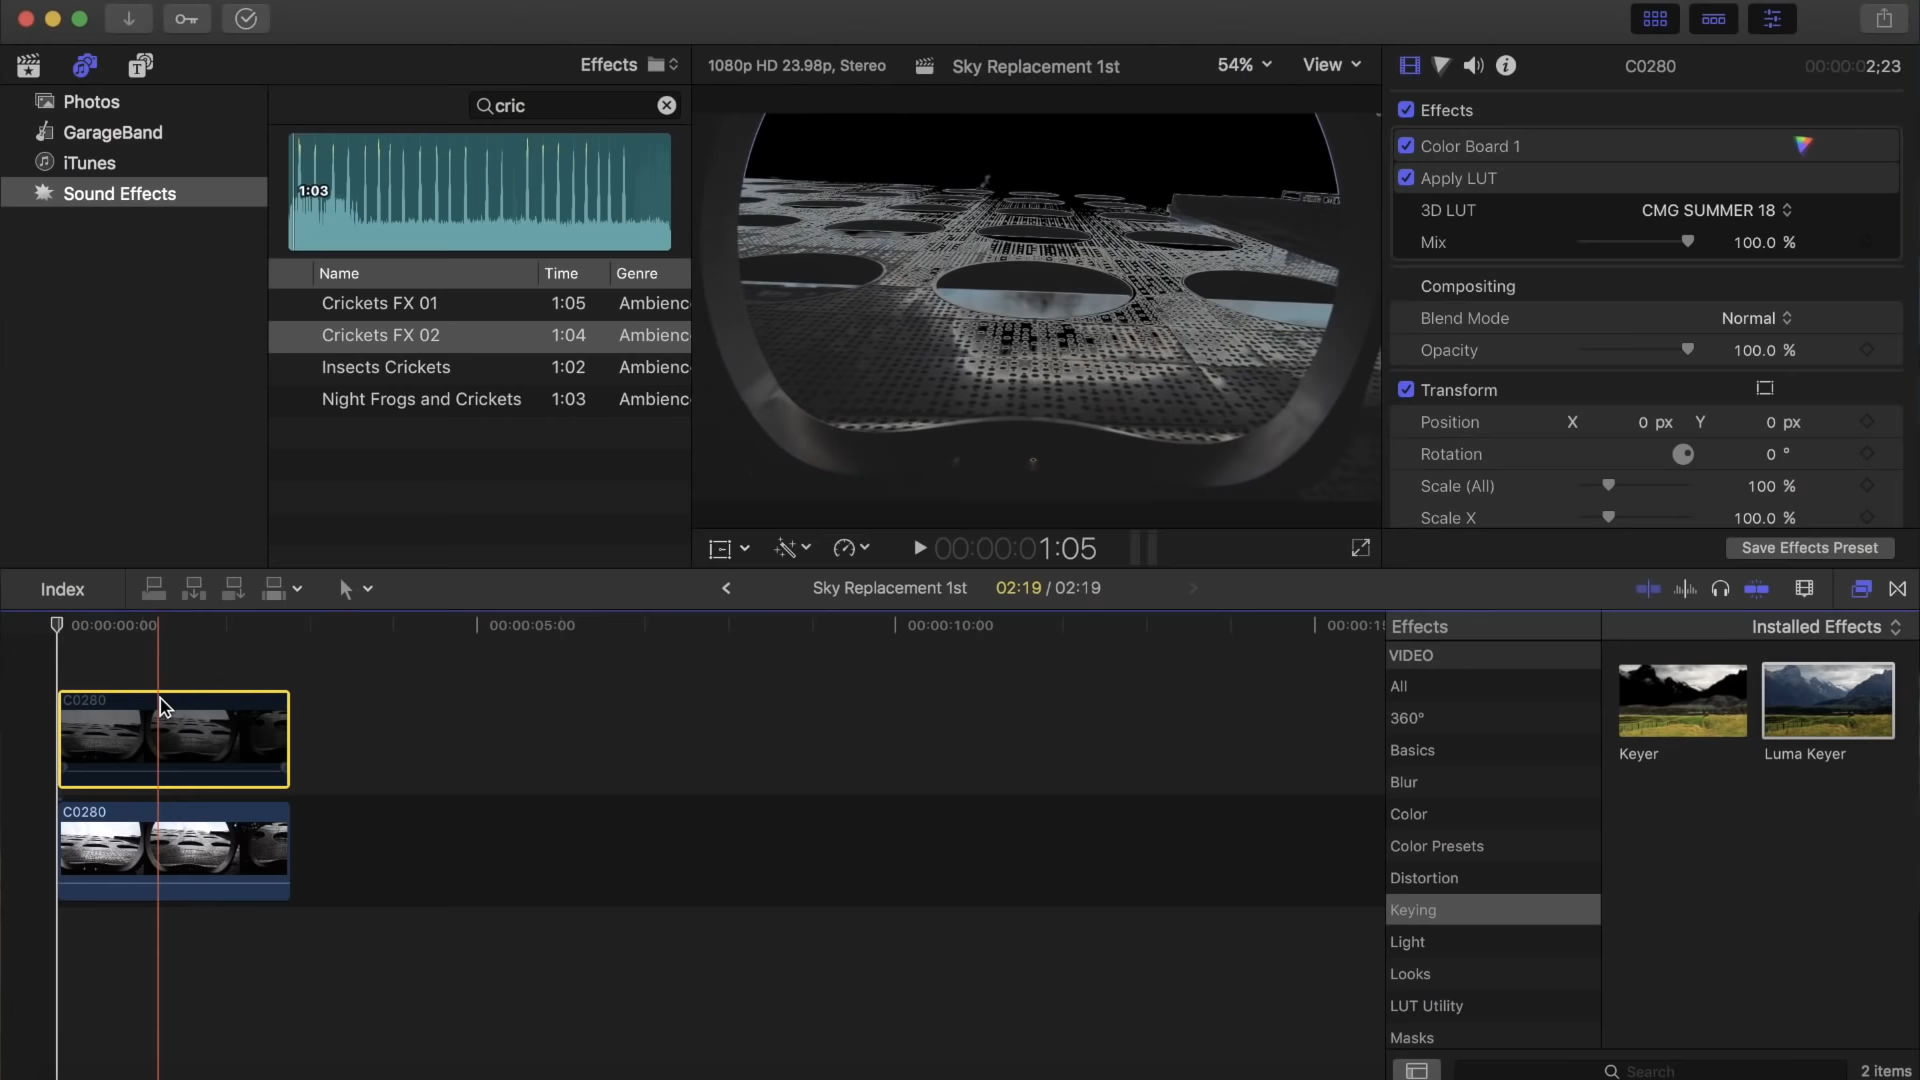 Effects
1080p HD 23.98p, Stereo
Sky Replacement 1st
54%
View
C0280
00:00:02;23
Photos
GarageBand
iTunes
Sound Effects
cric
1:03
Name Time Genre
Crickets FX 01 1:05 Ambienc
Crickets FX 02 1:04 Ambienc
Insects Crickets 1:02 Ambienc
Night Frogs and Crickets 1:03 Ambienc
Effects
Color Board 1
Apply LUT
3D LUT CMG SUMMER 18
Mix 100.0 %
Compositing
Blend Mode Normal
Opacity 100.0 %
Transform
Position X 0 px Y 0 px
Rotation 0 °
Scale (All) 100 %
Scale X 100.0 %
Save Effects Preset
00:00:01:05
Index
Sky Replacement 1st 02:19 / 02:19
00:00:00:00
00:00:05:00
00:00:10:00
00:00:15
C0280
C0280
Effects
Installed Effects
VIDEO
All
360°
Basics
Blur
Color
Color Presets
Distortion
Keying
Light
Looks
LUT Utility
Masks
Keyer
Luma Keyer
Search
2 items